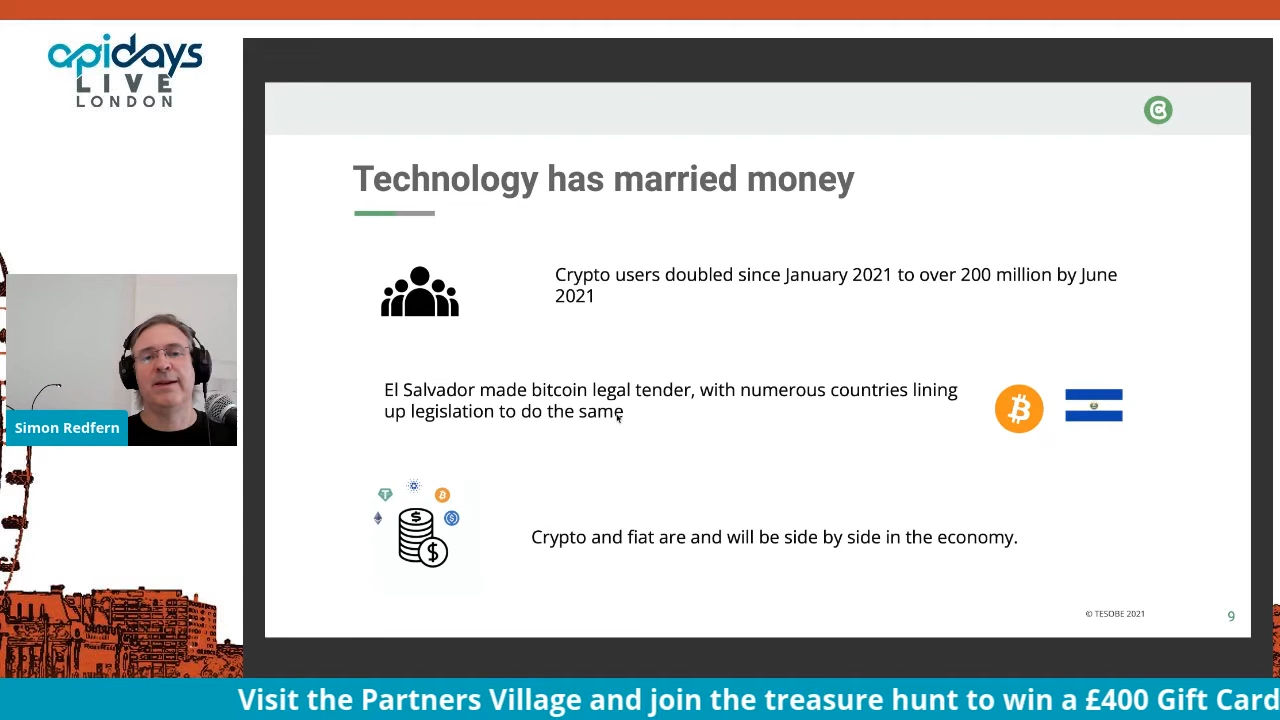 apidays
LIVE
LONDON
Technology has married money
Crypto users doubled since January 2021 to over 200 million by June
2021
El Salvador made bitcoin legal tender, with numerous countries lining
up legislation to do the same
Simon Redfern
Crypto and fiat are and will be side by side in the economy.
© TESOBE 2021
9
Visit the Partners Village and join the treasure hunt to win a £400 Gift Card